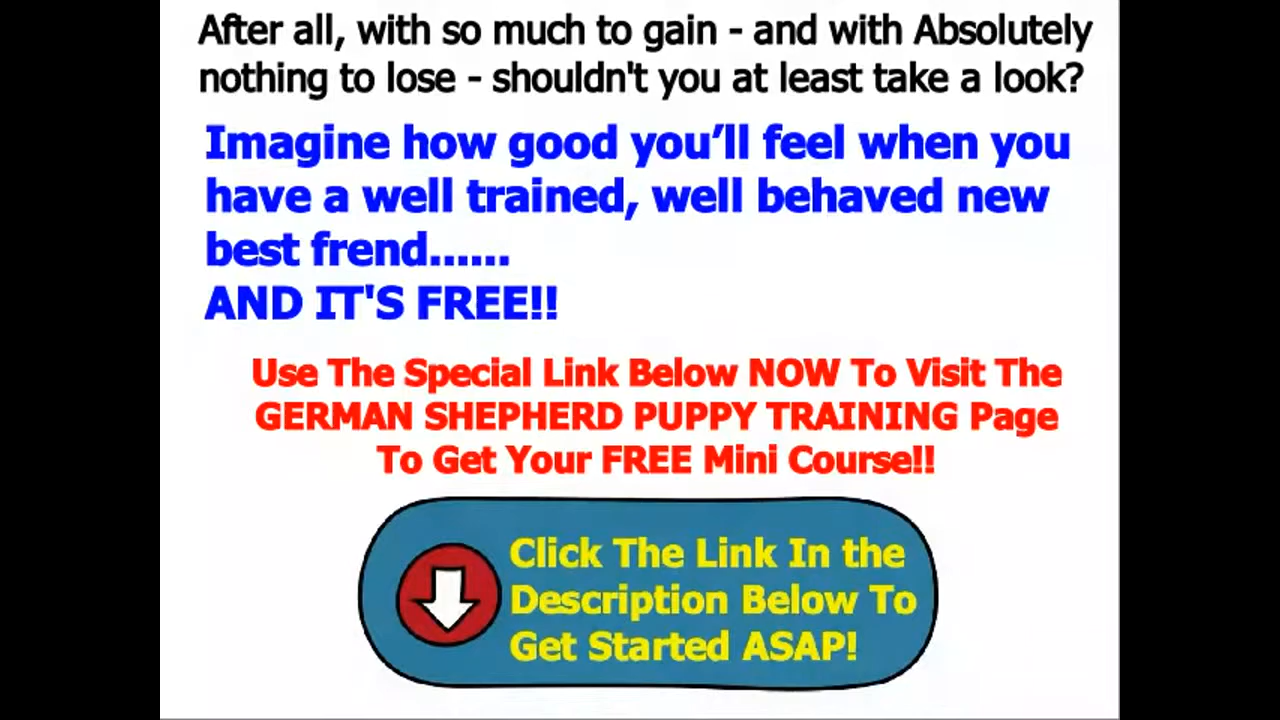 After all, with so much to gain - and with Absolutely
nothing to lose - shouldn't you at least take a look?
Imagine how good you’ll feel when you
have a well trained, well behaved new
best frend......
AND IT'S FREE!!
Use The Special Link Below NOW To Visit The
GERMAN SHEPHERD PUPPY TRAINING Page
To Get Your FREE Mini Course!!
Click The Link In the
Description Below To
Get Started ASAP!